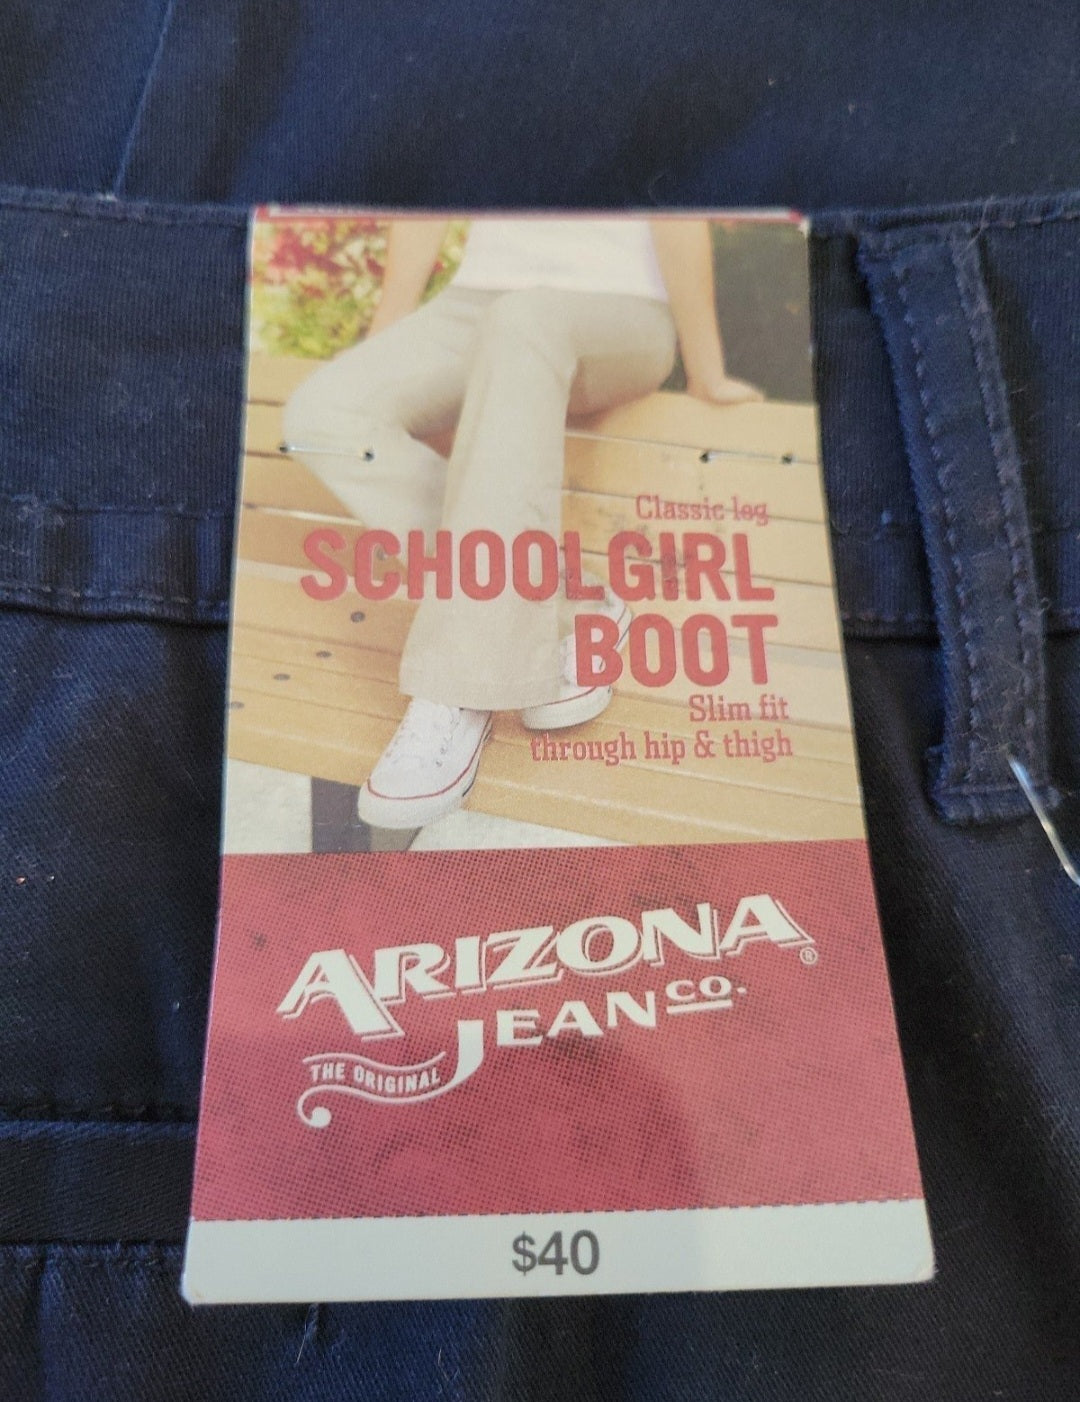 Classic leg
SCHOOLGIRL
BOOT
Slim fit
through hip & thigh
ARIZONA®
JEAN CO.
THE ORIGINAL
$40